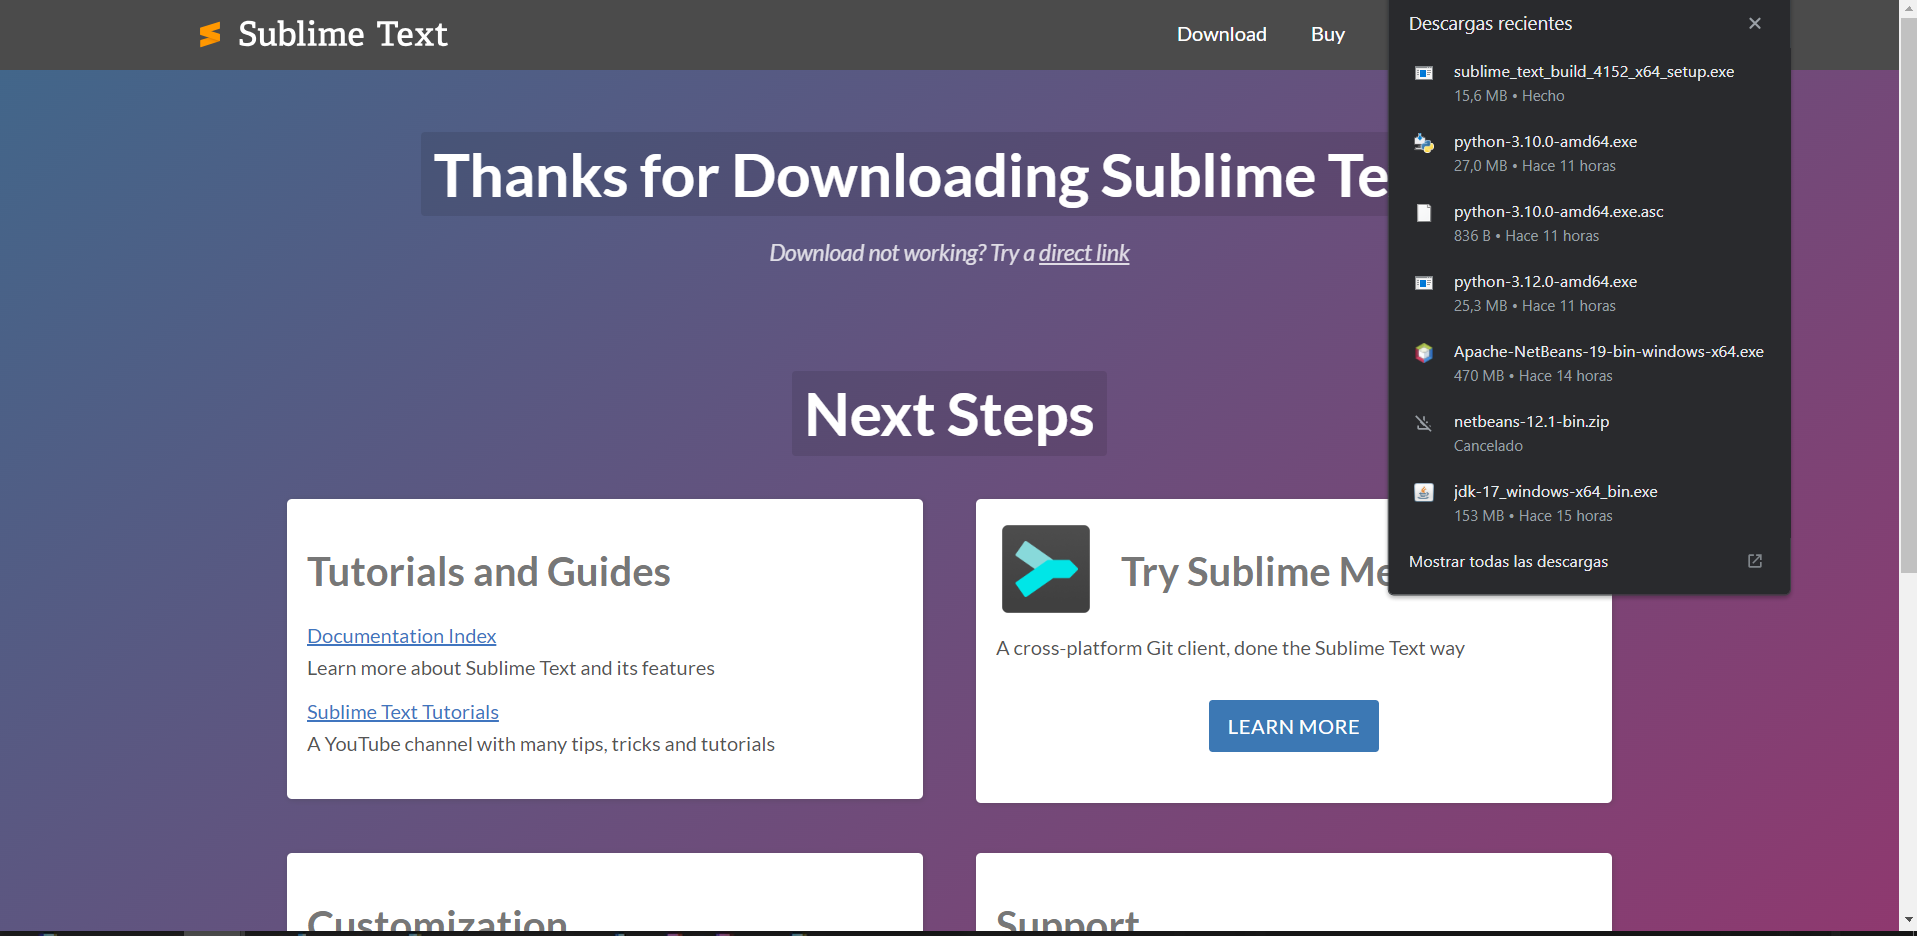 Sublime Text
Download
Buy
Thanks for Downloading Sublime Te
Download not working? Try a direct link
Next Steps
Tutorials and Guides
Documentation Index
Learn more about Sublime Text and its features
Sublime Text Tutorials
A YouTube channel with many tips, tricks and tutorials
Try Sublime Me
A cross-platform Git client, done the Sublime Text way
LEARN MORE
Customization
Support
Descargas recientes
sublime_text_build_4152_x64_setup.exe
15,6 MB • Hecho
python-3.10.0-amd64.exe
27,0 MB • Hace 11 horas
python-3.10.0-amd64.exe.asc
836 B • Hace 11 horas
python-3.12.0-amd64.exe
25,3 MB • Hace 11 horas
Apache-NetBeans-19-bin-windows-x64.exe
470 MB • Hace 14 horas
netbeans-12.1-bin.zip
Cancelado
jdk-17_windows-x64_bin.exe
153 MB • Hace 15 horas
Mostrar todas las descargas